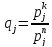 q_j = p_j^k / p_j^n